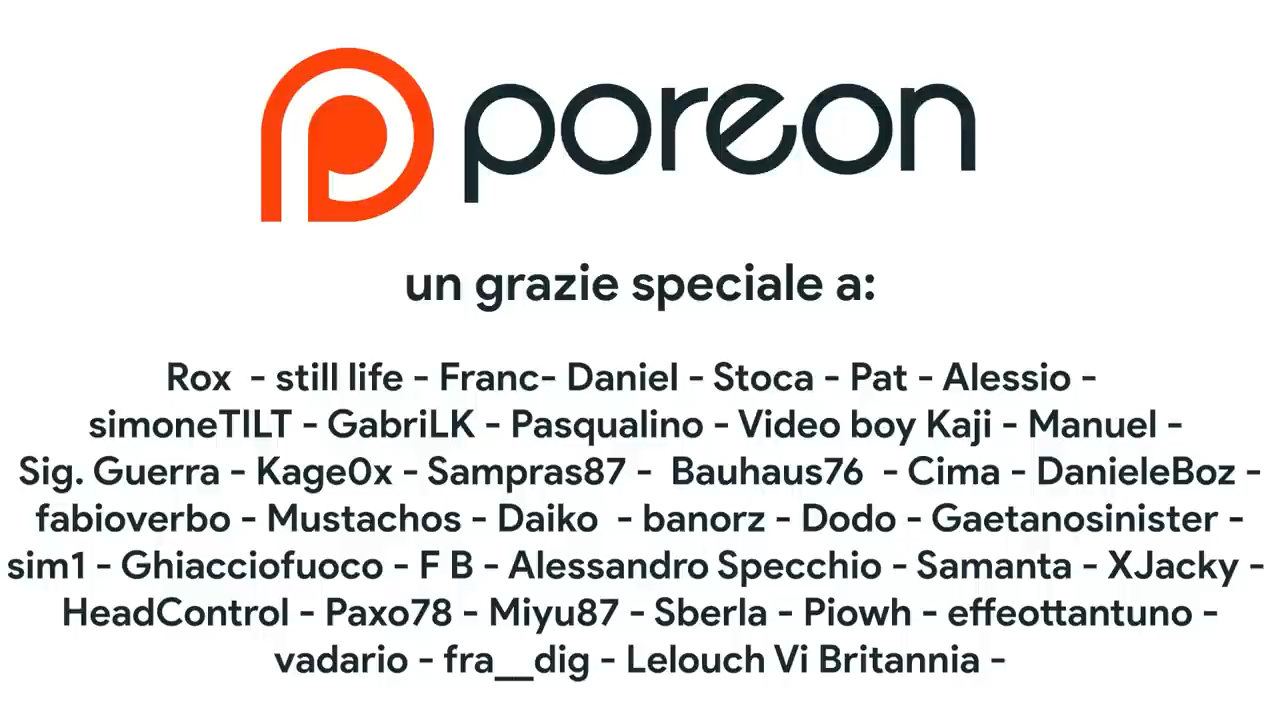 poreon
un grazie speciale a:
Rox - still life - Franc- Daniel - Stoca - Pat - Alessio -
simoneTILT - GabriLK - Pasqualino - Video boy Kaji - Manuel -
Sig. Guerra - Kage0x - Sampras87 - Bauhaus76 - Cima - DanieleBoz -
fabioverbo - Mustachos - Daiko - banorz - Dodo - Gaetanosinister -
sim1 - Ghiacciofuoco - F B - Alessandro Specchio - Samanta - XJacky -
HeadControl - Paxo78 - Miyu87 - Sberla - Piowh - effeottantuno -
vadario - fra__dig - Lelouch Vi Britannia -